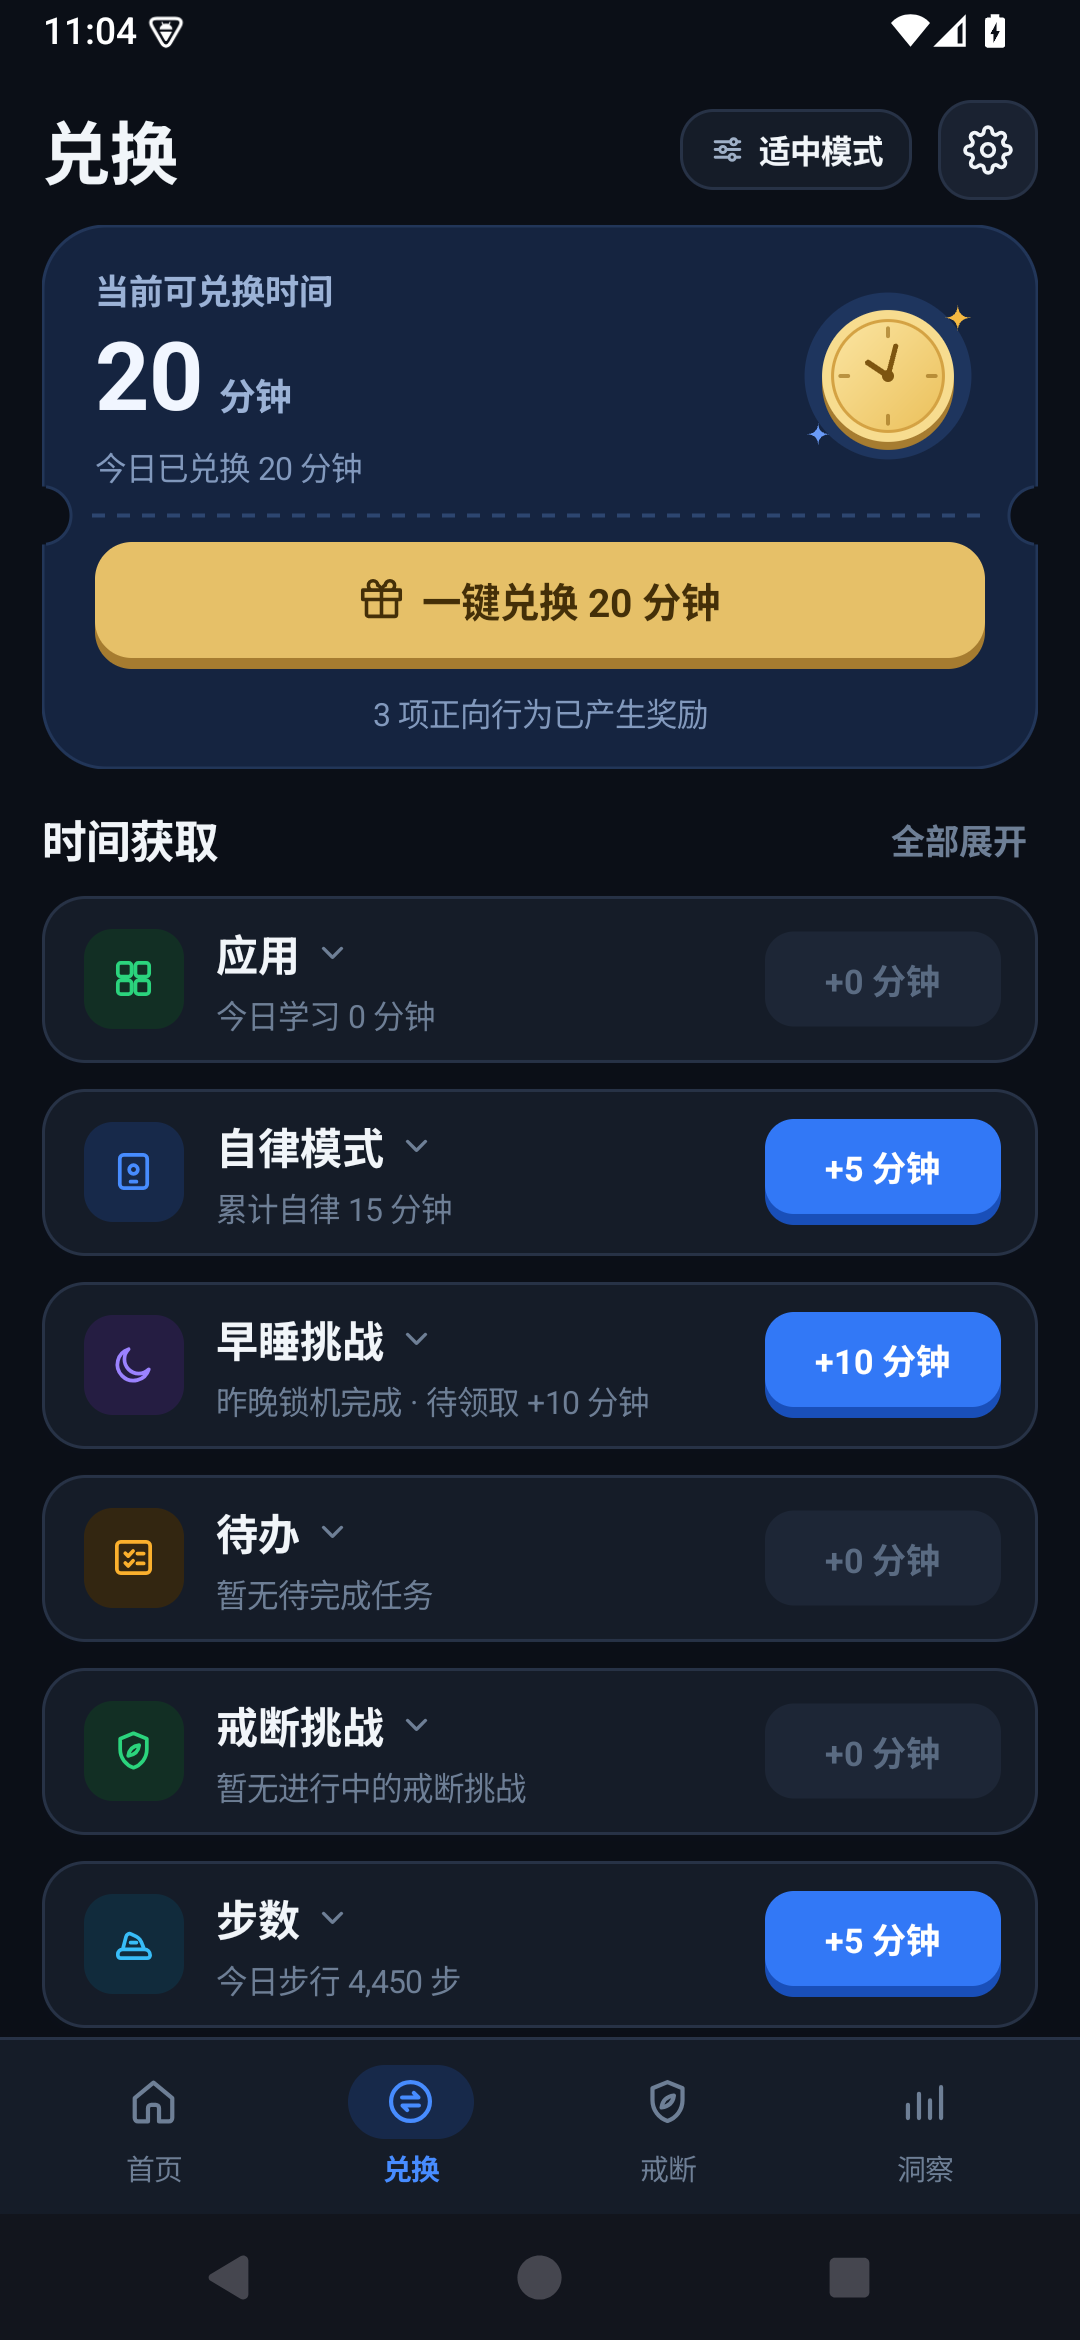 11:04
兑换
适中模式
当前可兑换时间
20 分钟
今日已兑换 20 分钟
一键兑换 20 分钟
3 项正向行为已产生奖励
时间获取
全部展开
应用
今日学习 0 分钟
+0 分钟
自律模式
累计自律 15 分钟
+5 分钟
早睡挑战
昨晚锁机完成 · 待领取 +10 分钟
+10 分钟
待办
暂无待完成任务
+0 分钟
戒断挑战
暂无进行中的戒断挑战
+0 分钟
步数
今日步行 4,450 步
+5 分钟
首页
兑换
戒断
洞察